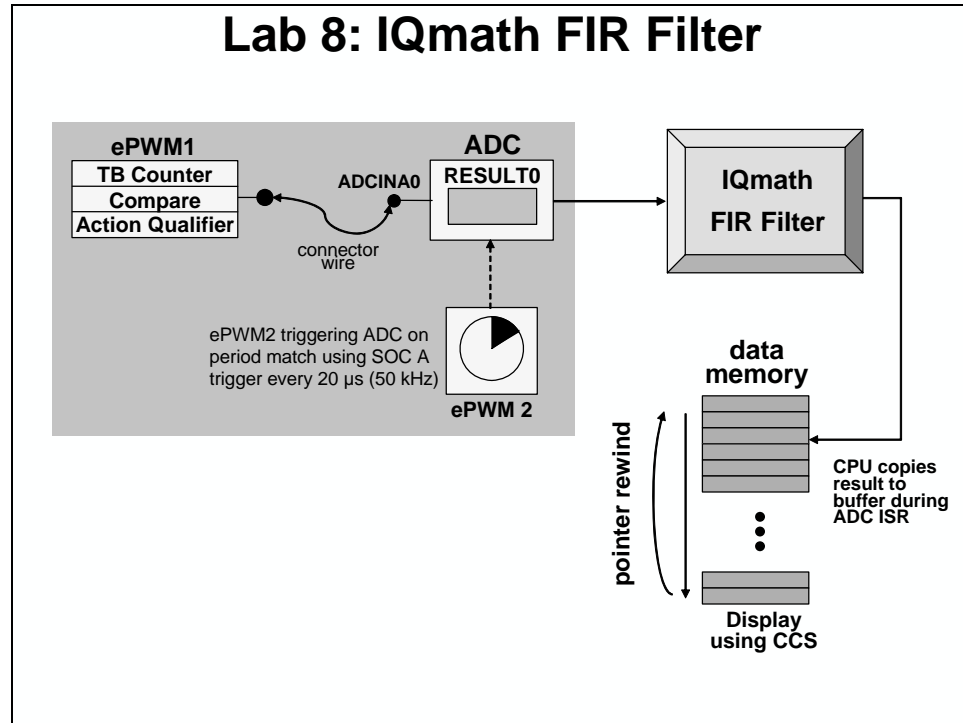 Lab 8: IQmath FIR Filter
ePWM1
TB Counter
Compare
Action Qualifier
connector
wire
ADCINA0
ADC
RESULT0
ePWM2 triggering ADC on
period match using SOC A
trigger every 20 µs (50 kHz)
ePWM 2
IQmath
FIR Filter
data
memory
pointer rewind
CPU copies
result to
buffer during
ADC ISR
Display
using CCS